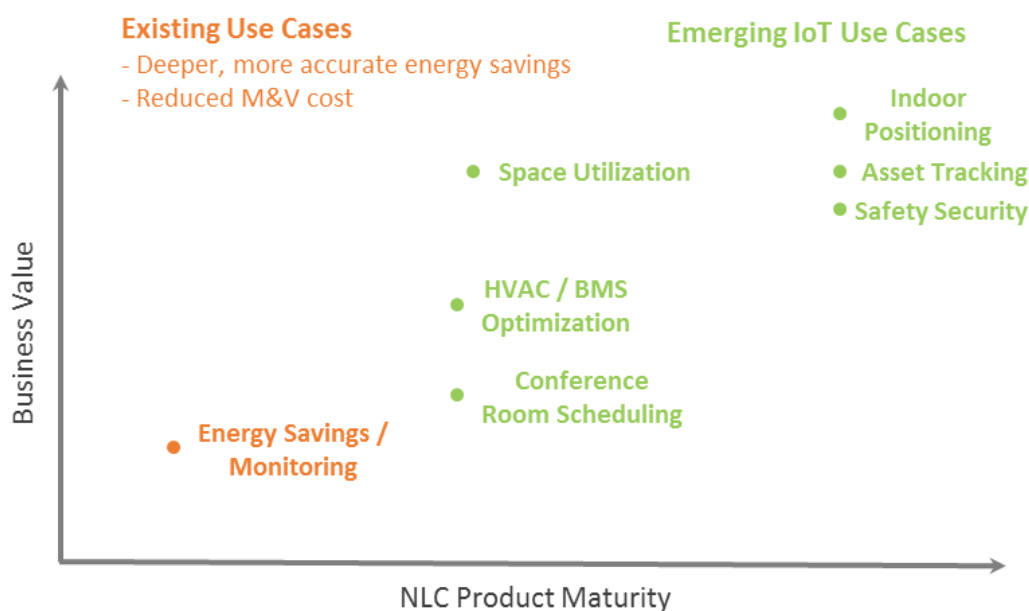 Existing Use Cases
- Deeper, more accurate energy savings
- Reduced M&V cost
Emerging IoT Use Cases
Indoor
Positioning
Space Utilization
Asset Tracking
Safety Security
HVAC / BMS
Optimization
Conference
Room Scheduling
Energy Savings /
Monitoring
Business Value
NLC Product Maturity